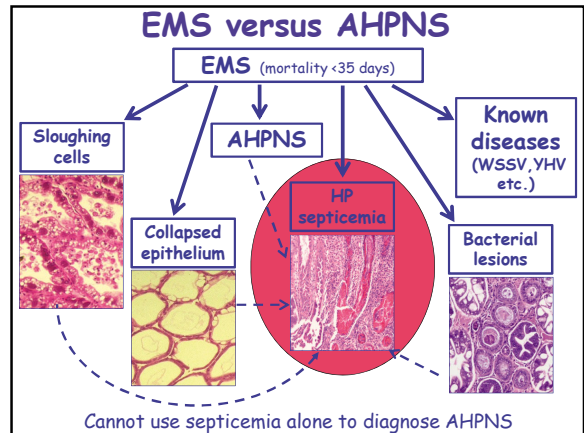 EMS versus AHPNS
EMS (mortality <35 days)
Sloughing
cells
AHPNS
Known
diseases
(WSSV,YHV
etc.)
HP
septicemia
Collapsed
epithelium
Bacterial
lesions
Cannot use septicemia alone to diagnose AHPNS